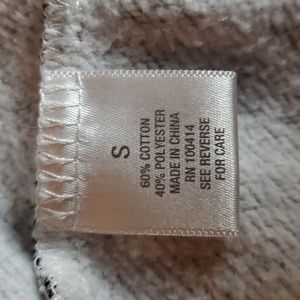 S
60% COTTON
40% POLYESTER
MADE IN CHINA
RN 100414
SEE REVERSE
FOR CARE